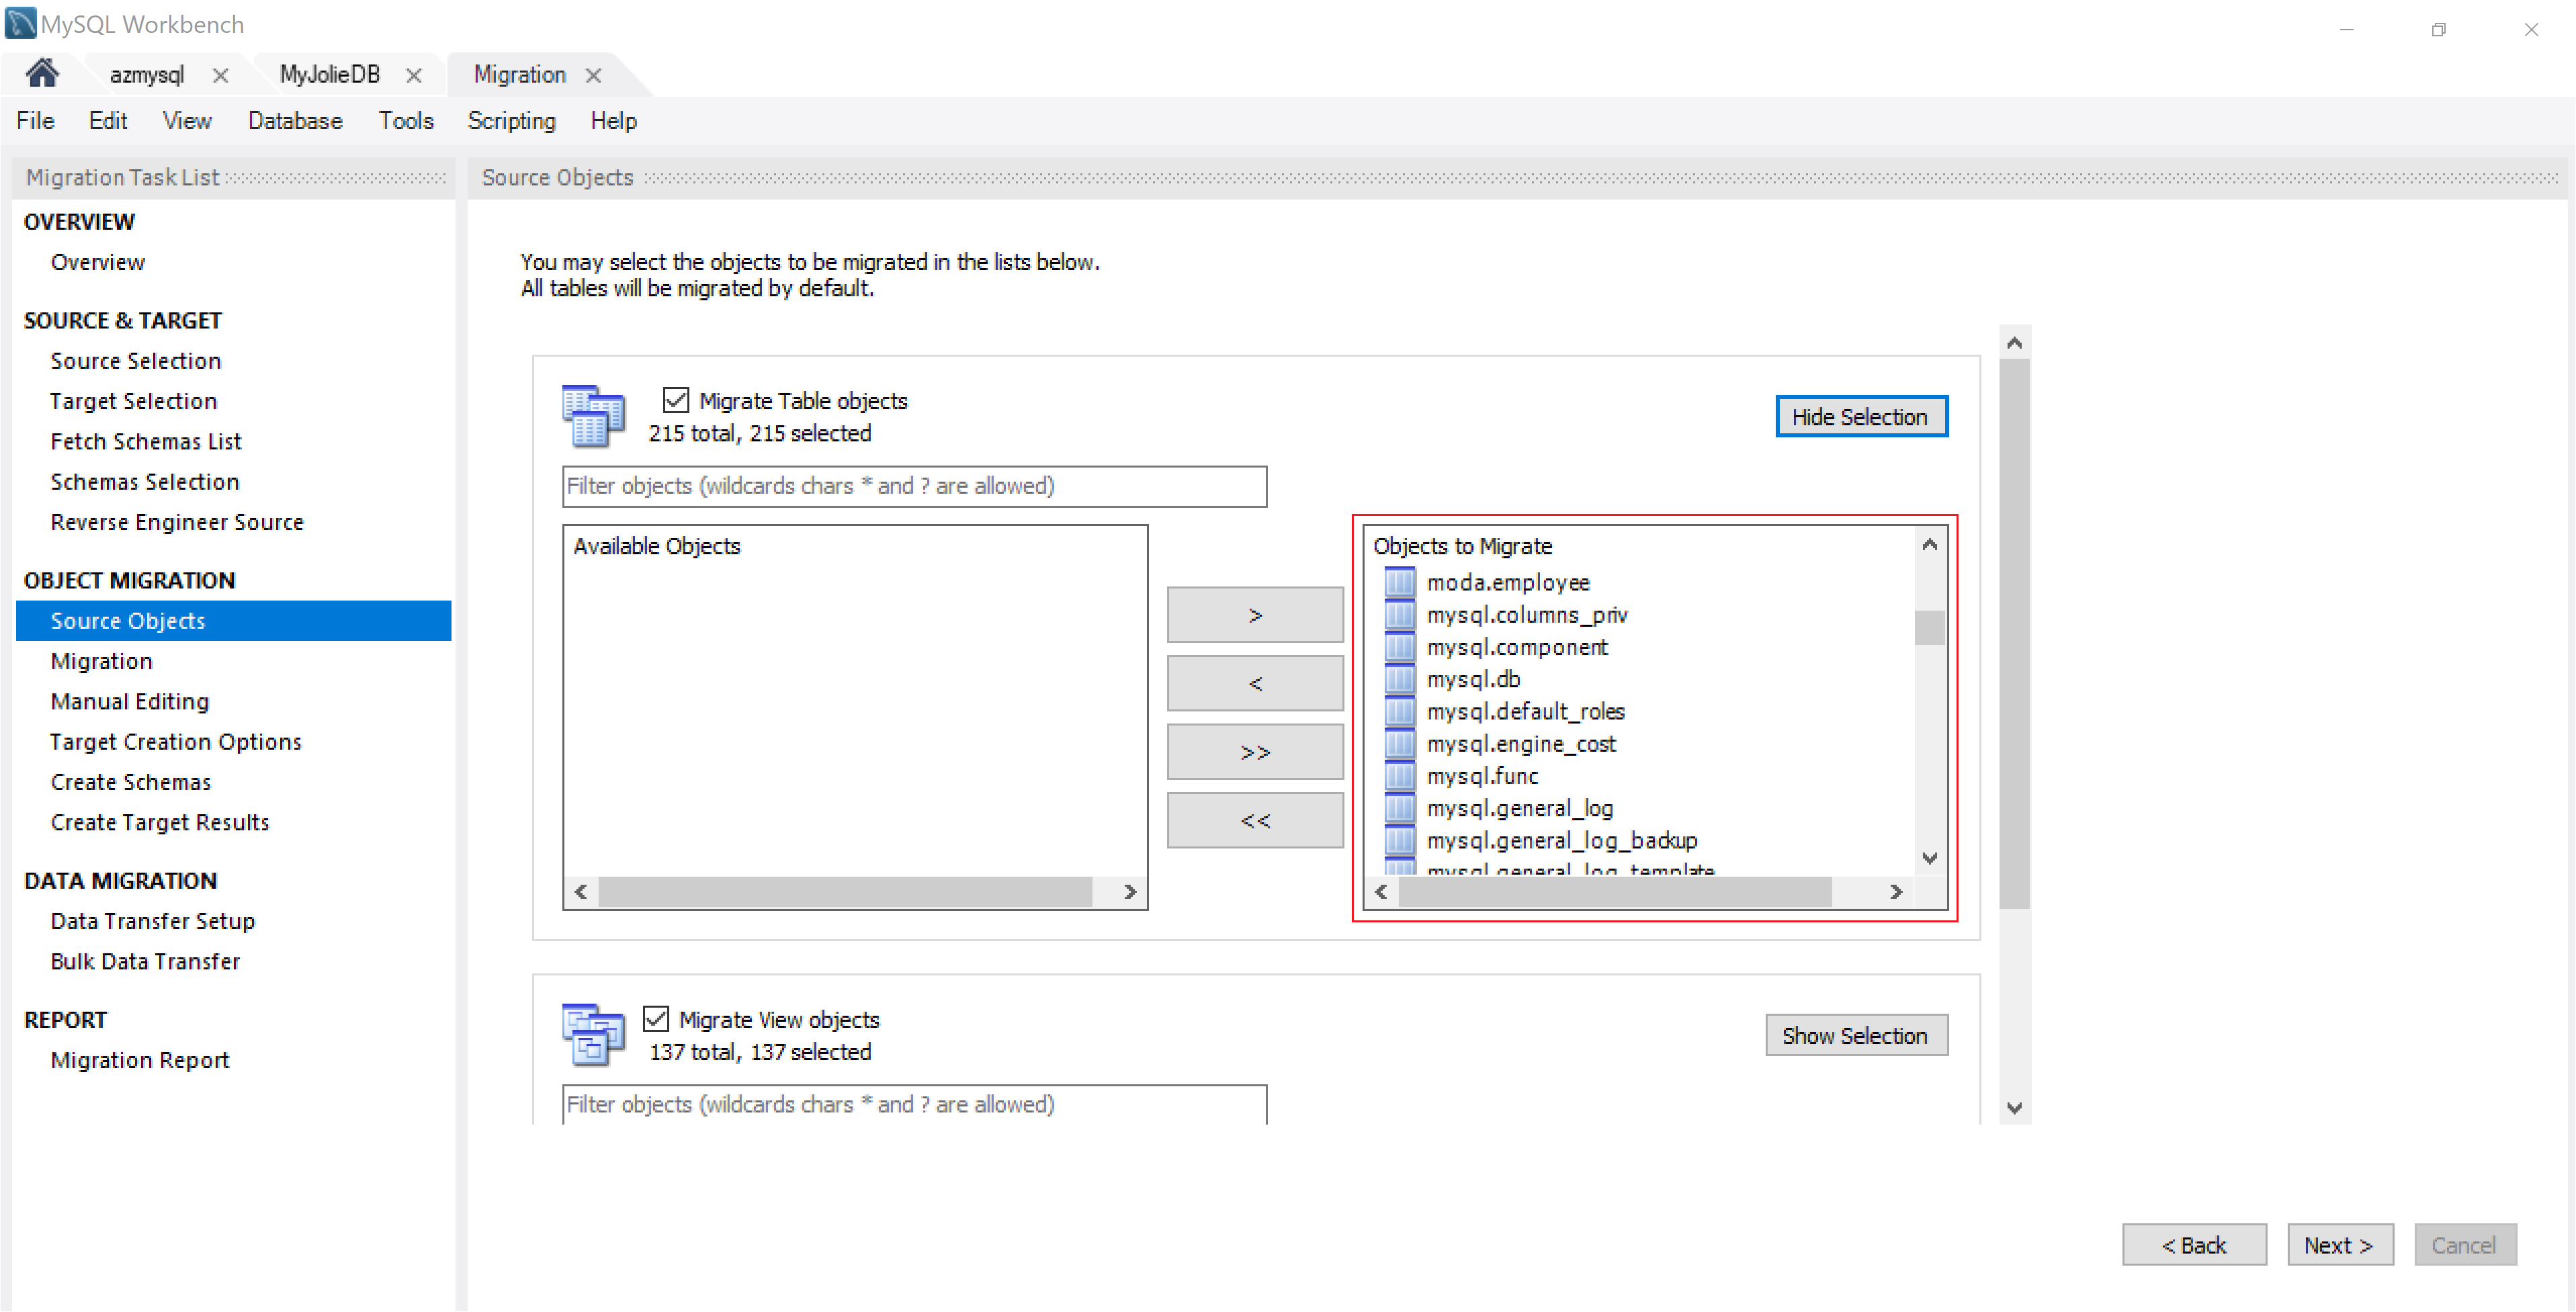 MySQL Workbench
azmysql
MyJolieDB
Migration
File Edit View Database Tools Scripting Help
Migration Task List
OVERVIEW
Overview
SOURCE & TARGET
Source Selection
Target Selection
Fetch Schemas List
Schemas Selection
Reverse Engineer Source
OBJECT MIGRATION
Source Objects
Migration
Manual Editing
Target Creation Options
Create Schemas
Create Target Results
DATA MIGRATION
Data Transfer Setup
Bulk Data Transfer
REPORT
Migration Report
Source Objects
You may select the objects to be migrated in the lists below.
All tables will be migrated by default.
Migrate Table objects
215 total, 215 selected
Hide Selection
Filter objects (wildcards chars * and ? are allowed)
Available Objects
>
<
>>
<<
Objects to Migrate
moda.employee
mysql.columns_priv
mysql.component
mysql.db
mysql.default_roles
mysql.engine_cost
mysql.func
mysql.general_log
mysql.general_log_backup
mysql.general_log_template
Migrate View objects
137 total, 137 selected
Show Selection
Filter objects (wildcards chars * and ? are allowed)
< Back
Next >
Cancel